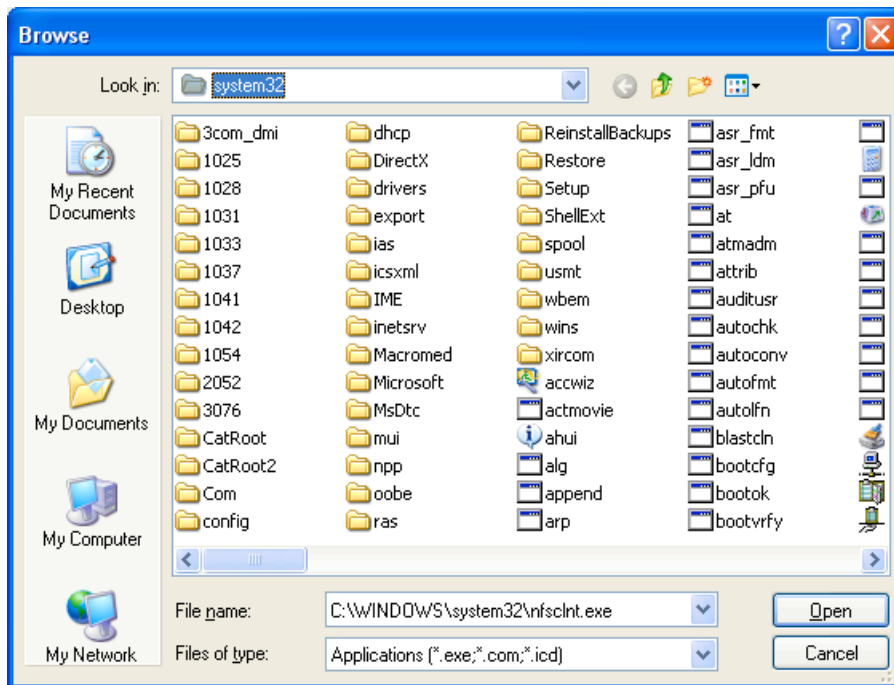 Browse
Look in: system32
3com_dmi dhcp ReinstallBackups asr_fmt
1025 DirectX Restore asr_ldm
1028 drivers Setup asr_pfu
1031 export ShellExt at
1033 ias spool atmadm
1037 icsxml usmt attrib
1041 IME wbem auditusr
1042 inetsrv wins autochk
1054 Macromed xircom autoconv
2052 Microsoft accwiz autofmt
3076 MsDtc actmovie autolfn
CatRoot mui ahui blastcln
CatRoot2 npp alg bootcfg
Com oobe append bootok
config ras arp bootvrfy
My Recent
Documents
Desktop
My Documents
My Computer
My Network
File name: C:\WINDOWS\system32\nfsclnt.exe Open
Files of type: Applications (*.exe;*.com;*.icd) Cancel